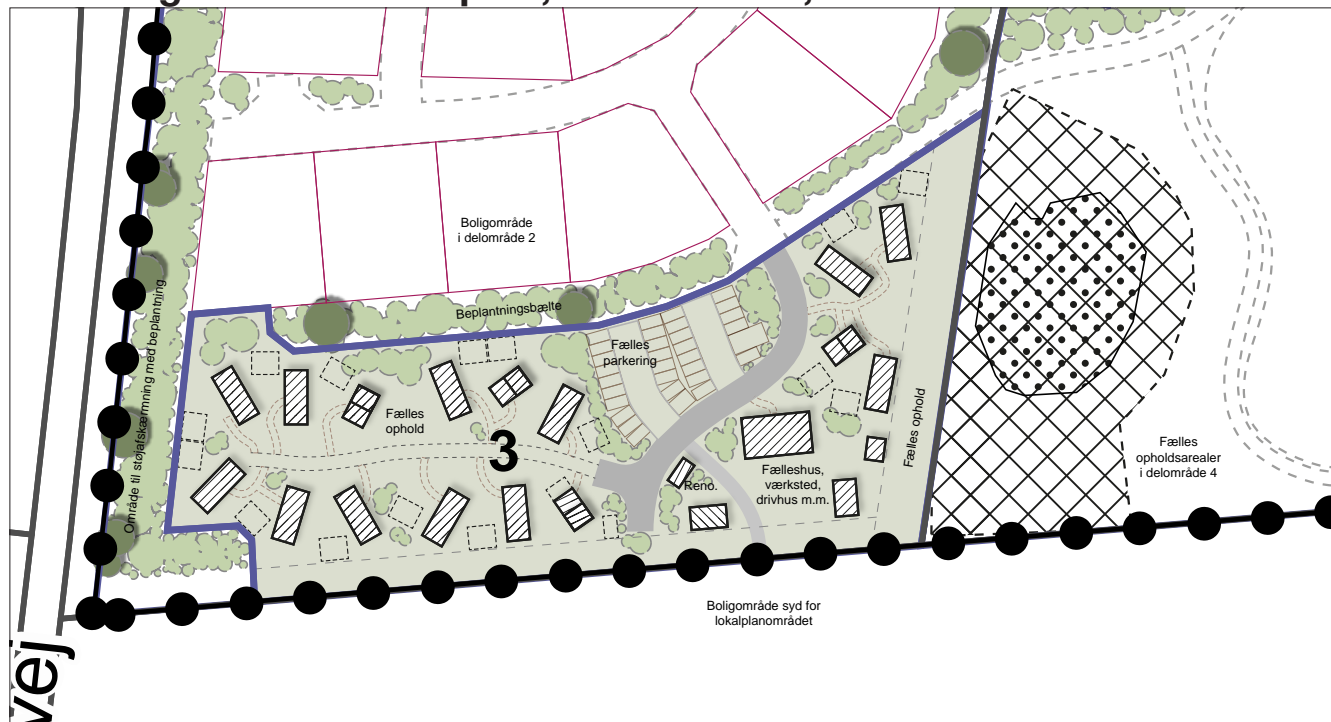 Boligområde
i delområde 2
Beplantningsbælte
Område til støjafskærmning med beplantning
Fælles
parkering
Fælles
ophold
3
Fælles ophold
Reno.
Fælleshus,
værksted,
drivhus m.m.
Fælles
opholdsarealer
i delområde 4
Boligområde syd for
lokalplanområdet
vej